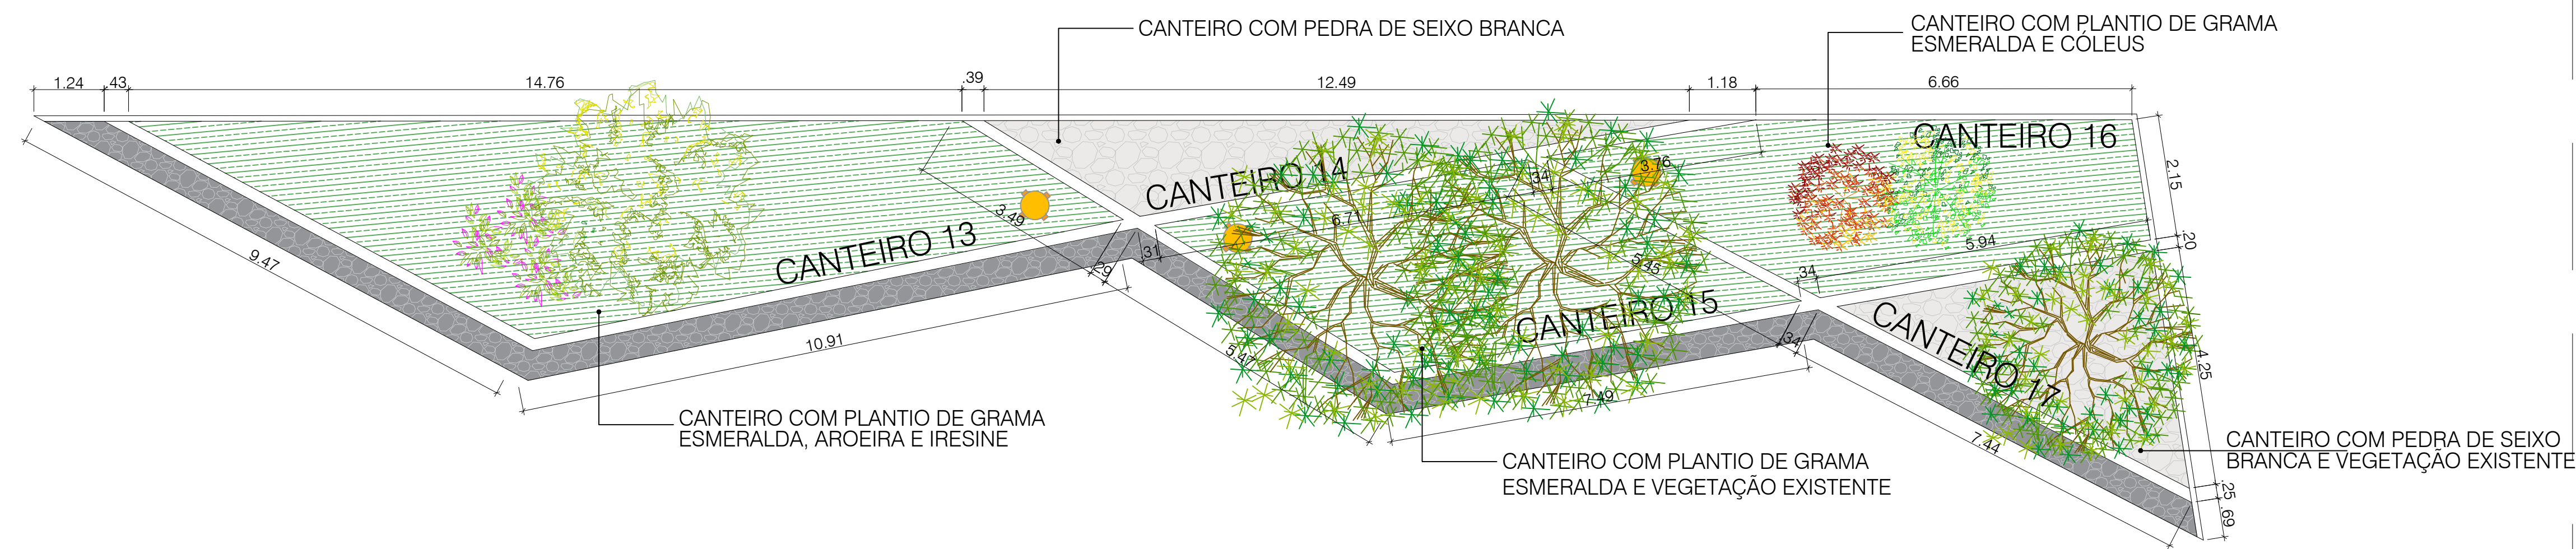 CANTEIRO COM PEDRA DE SEIXO BRANCA
CANTEIRO COM PLANTIO DE GRAMA
ESMERALDA E CÓLEUS
1.24
.43
14.76
.39
12.49
1.18
6.66
CANTEIRO 16
CANTEIRO 14
3.76
.34
2.15
3.49
6.71
CANTEIRO 13
5.94
.20
9.47
.31
.29
5.45
.34
CANTEIRO 15
CANTEIRO 17
10.91
5.47
.34
4.25
7.49
CANTEIRO COM PLANTIO DE GRAMA
ESMERALDA, AROEIRA E IRESINE
7.44
CANTEIRO COM PEDRA DE SEIXO
BRANCA E VEGETAÇÃO EXISTENTE
CANTEIRO COM PLANTIO DE GRAMA
ESMERALDA E VEGETAÇÃO EXISTENTE
.25
.69